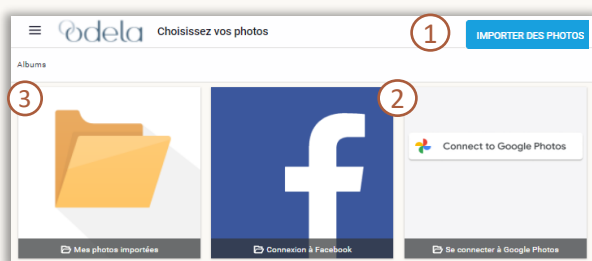 odela Choisissez vos photos 1 IMPORTER DES PHOTOS
Albums
3 2
f Connect to Google Photos
Mes photos importées Connexion à Facebook Se connecter à Google Photos